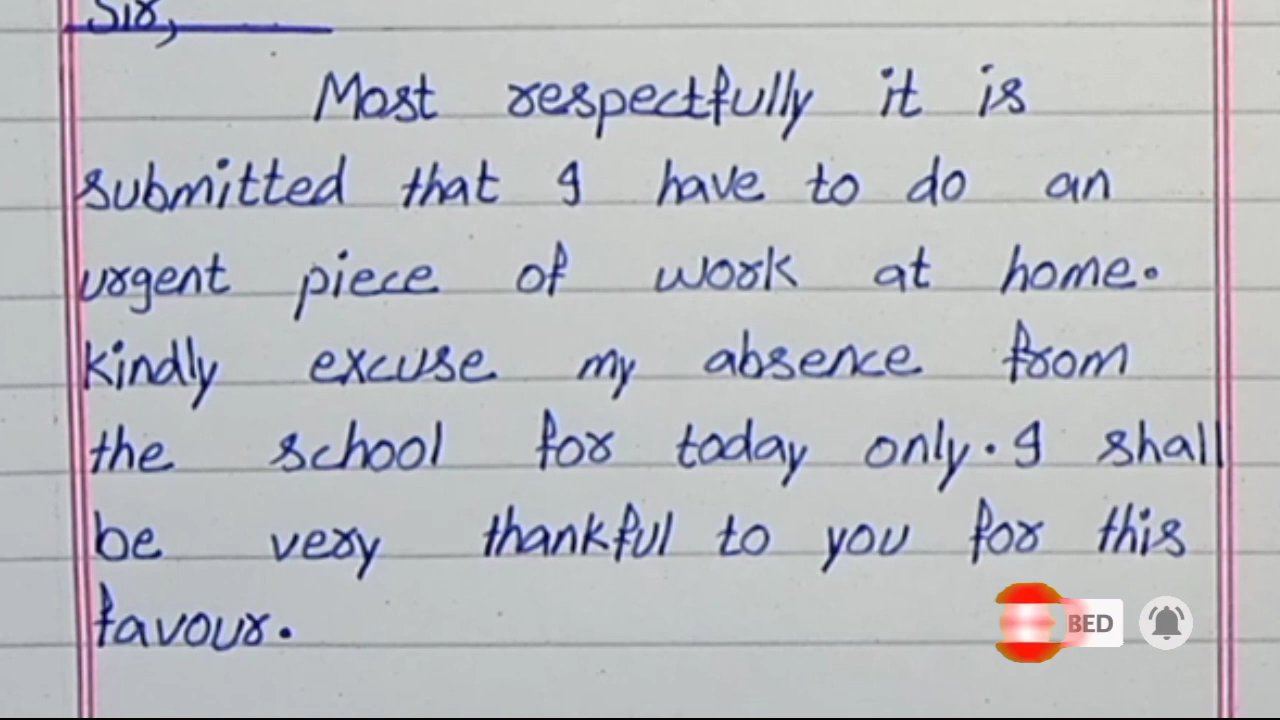 Sir,
Most respectfully it is
submitted that I have to do an
urgent piece of work at home.
kindly excuse my absence from
the school for today only. I shall
be very thankful to you for this
favour.
BED